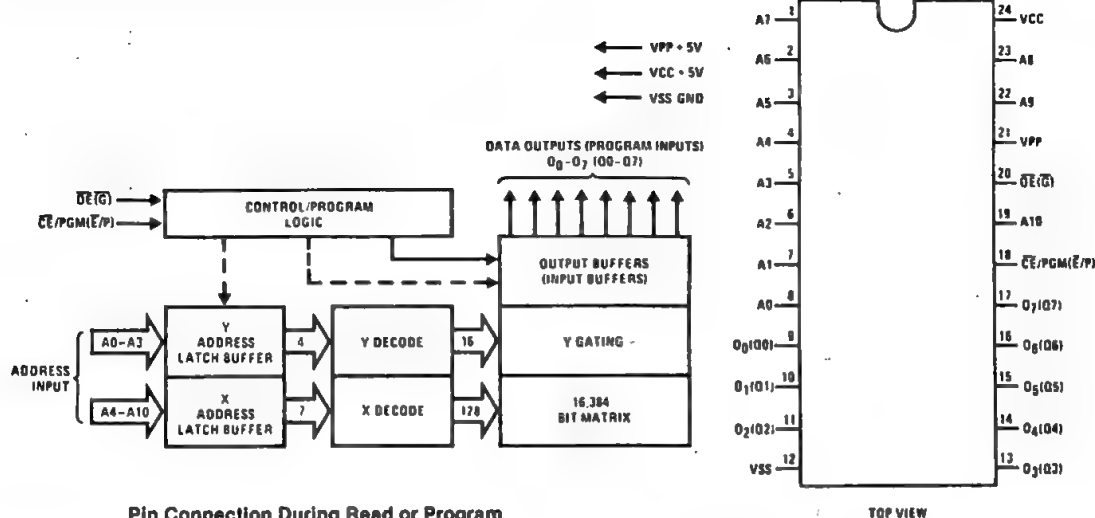 VPP + 5V
VCC + 5V
VSS GND
DATA OUTPUTS (PROGRAM INPUTS)
O0-O7 (Q0-Q7)
OE(G)
CE/PGM(E/P)
CONTROL/PROGRAM
LOGIC
OUTPUT BUFFERS
(INPUT BUFFERS)
ADDRESS
INPUT
A0-A3
Y
ADDRESS
LATCH BUFFER
4
Y DECODE
16
Y GATING
A4-A10
X
ADDRESS
LATCH BUFFER
7
X DECODE
128
16,384
BIT MATRIX
A7 1
A6 2
A5 3
A4 4
A3 5
A2 6
A1 7
A0 8
O0(Q0) 9
O1(Q1) 10
O2(Q2) 11
VSS 12
24 VCC
23 A8
22 A9
21 VPP
20 OE(G)
19 A10
18 CE/PGM(E/P)
17 O7(Q7)
16 O6(Q6)
15 O5(Q5)
14 O4(Q4)
13 O3(Q3)
TOP VIEW
Pin Connection During Read or Program